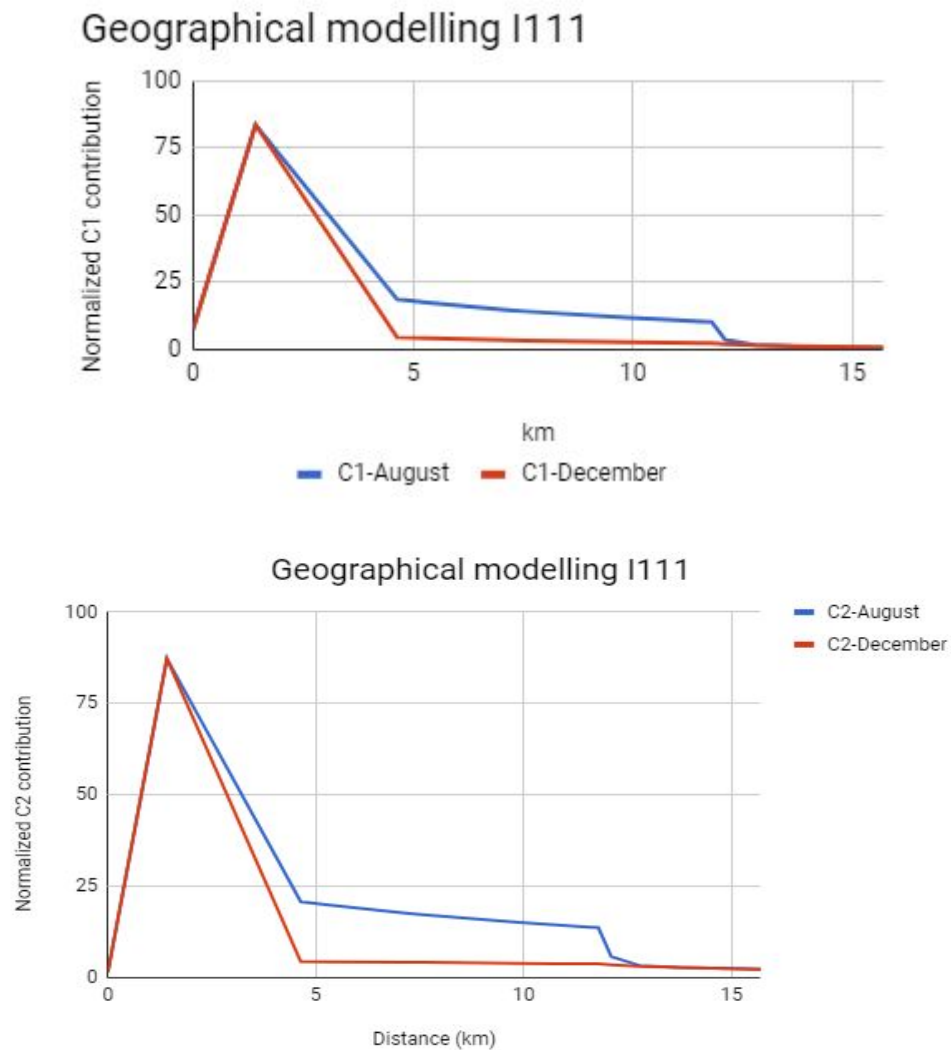 Geographical modelling I111
Normalized C1 contribution
100
75
50
25
0
0 5 10 15
km
C1-August C1-December
Geographical modelling I111
C2-August
C2-December
Normalized C2 contribution
100
75
50
25
0
0 5 10 15
Distance (km)